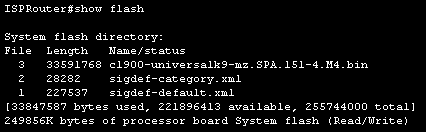 ISPRouter#show flash
System flash directory:
File  Length   Name/status
  3   33591768 c1900-universalk9-mz.SPA.151-4.M4.bin
  2   28282    sigdef-category.xml
  1   227537   sigdef-default.xml
[33847587 bytes used, 221896413 available, 255744000 total]
249856K bytes of processor board System flash (Read/Write)